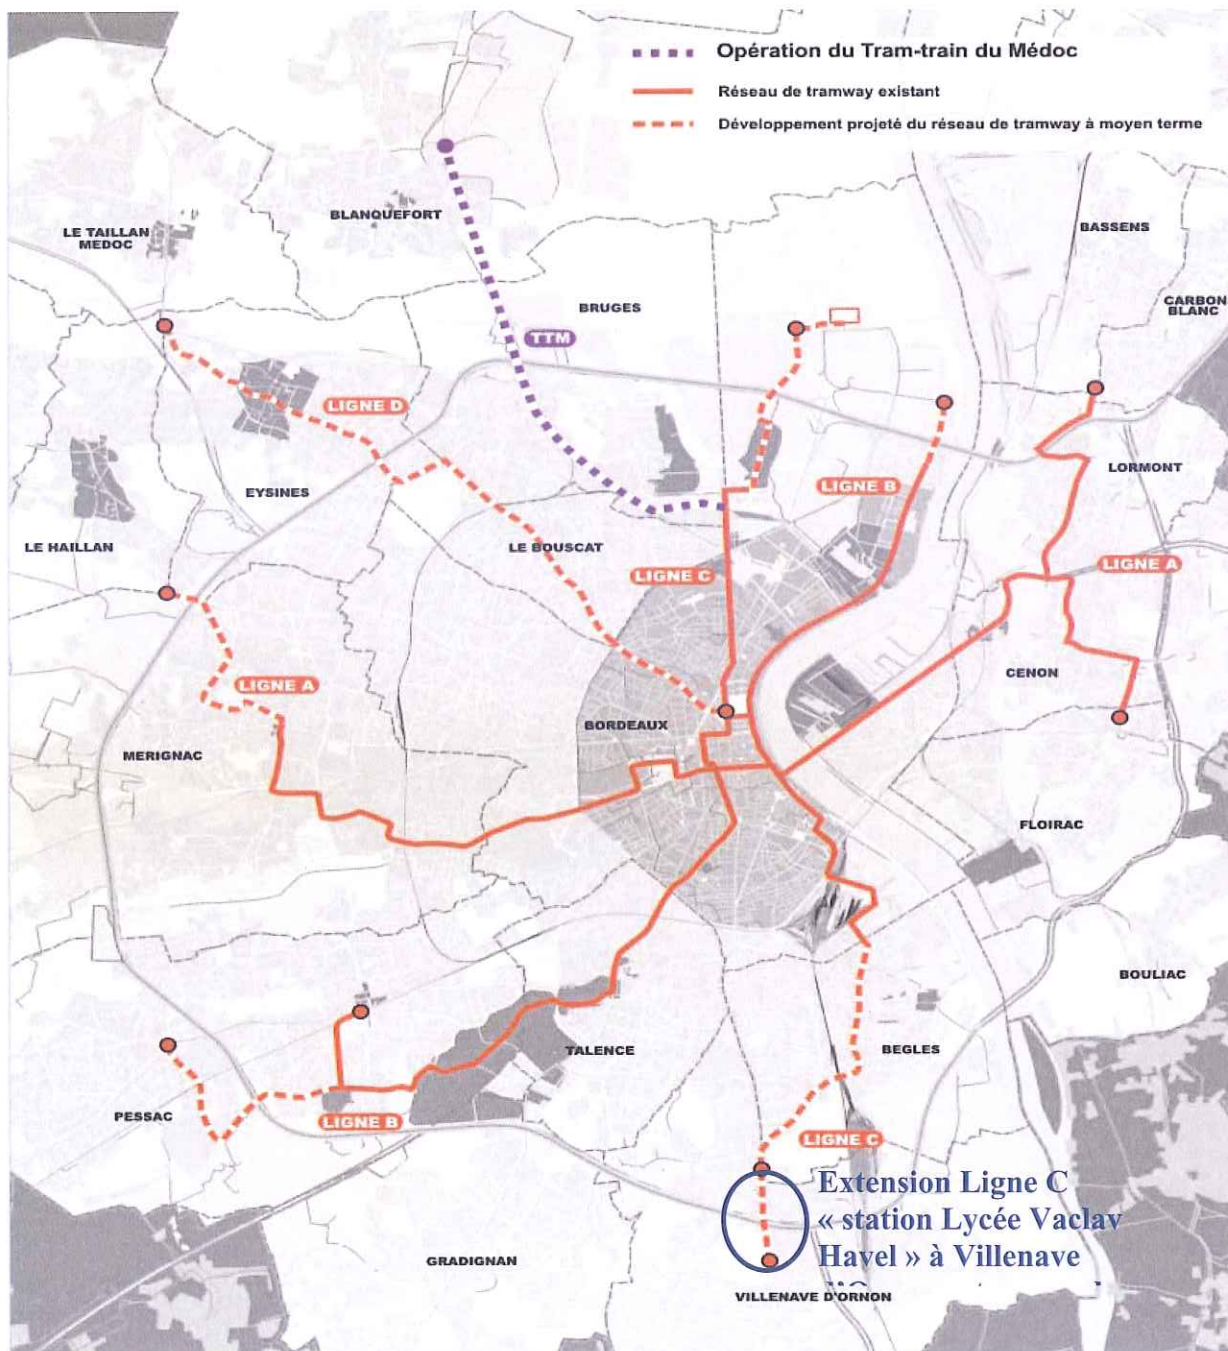 Opération du Tram-train du Médoc
Réseau de tramway existant
Développement projeté du réseau de tramway à moyen terme
BLANQUEFORT
LE TAILLAN
MEDOC
BASSENS
BRUGES
CARBON
BLANC
TTM
LIGNE D
LORMONT
EYSINES
LIGNE B
LE HAILLAN
LE BOUSCAT
LIGNE C
LIGNE A
CENON
LIGNE A
BORDEAUX
MERIGNAC
FLOIRAC
BOULIAC
TALENCE
BEGLES
PESSAC
LIGNE B
LIGNE C
Extension Ligne C
« station Lycée Vaclav
Havel » à Villenave
GRADIGNAN
VILLENAVE D'ORNON